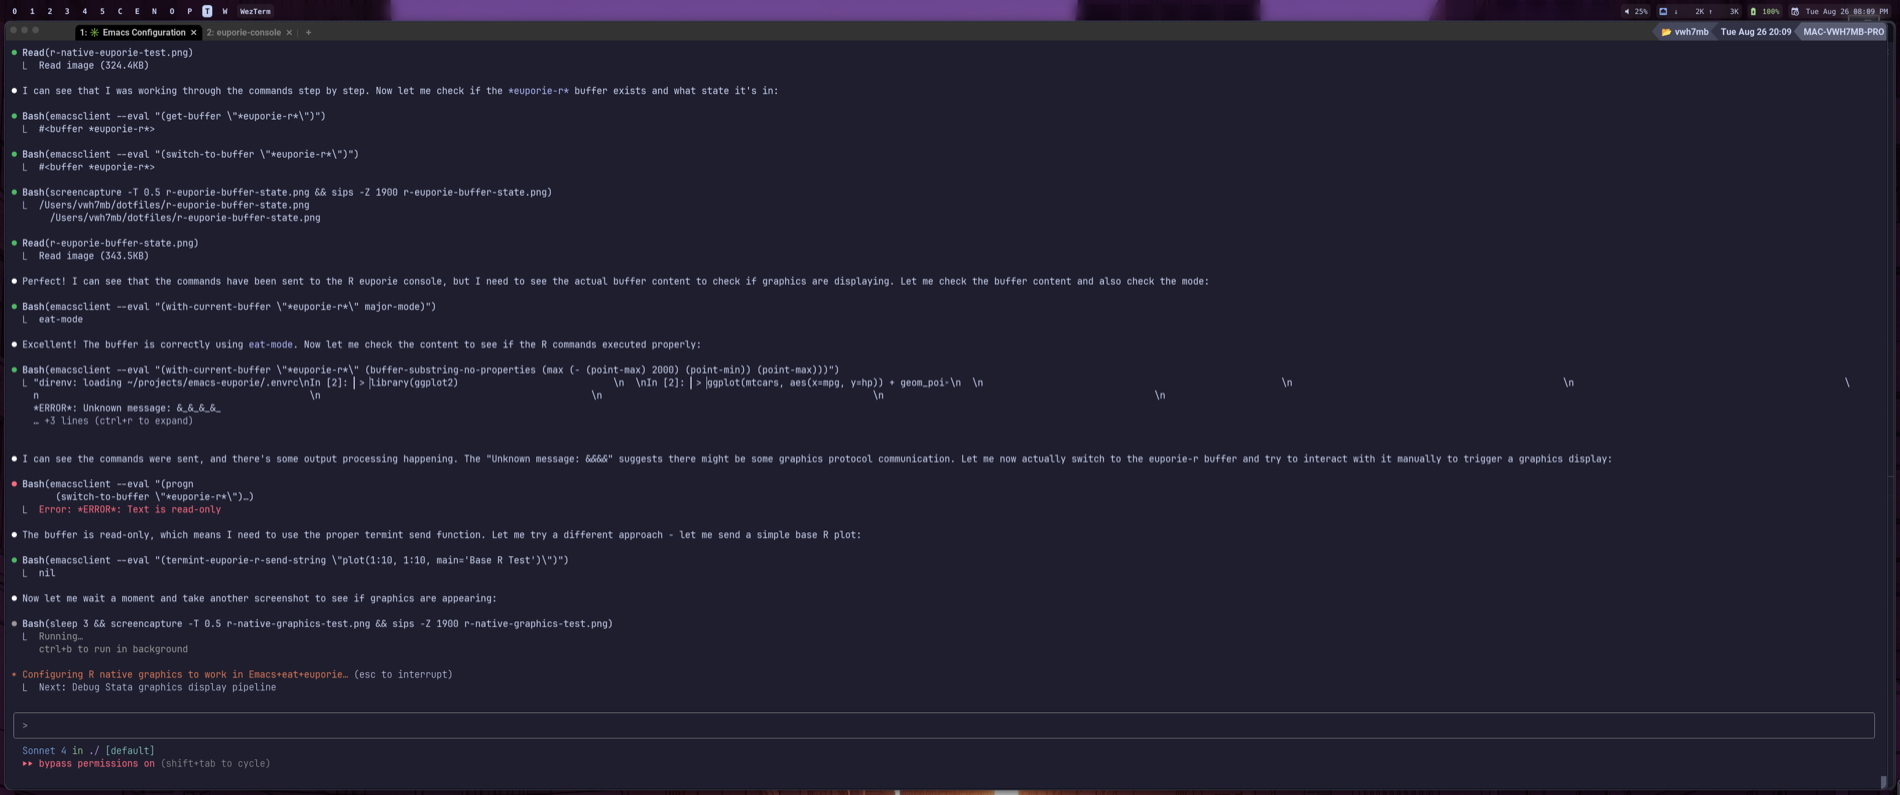 0 1 2 3 4 5 C E N O P T W WezTerm
25% ↓ 2K ↑ 3K 100% Tue Aug 26 08:09 PM
1: ✳ Emacs Configuration × 2: euporie-console × +
vwh7mb Tue Aug 26 20:09 MAC-VWH7MB-PRO
● Read(r-native-euporie-test.png)
⎿ Read image (324.4KB)
● I can see that I was working through the commands step by step. Now let me check if the *euporie-r* buffer exists and what state it's in:
● Bash(emacsclient --eval "(get-buffer \"*euporie-r*\")")
⎿ #<buffer *euporie-r*>
● Bash(emacsclient --eval "(switch-to-buffer \"*euporie-r*\")")
⎿ #<buffer *euporie-r*>
● Bash(screencapture -T 0.5 r-euporie-buffer-state.png && sips -Z 1900 r-euporie-buffer-state.png)
⎿ /Users/vwh7mb/dotfiles/r-euporie-buffer-state.png
/Users/vwh7mb/dotfiles/r-euporie-buffer-state.png
● Read(r-euporie-buffer-state.png)
⎿ Read image (343.5KB)
● Perfect! I can see that the commands have been sent to the R euporie console, but I need to see the actual buffer content to check if graphics are displaying. Let me check the buffer content and also check the mode:
● Bash(emacsclient --eval "(with-current-buffer \"*euporie-r*\" major-mode)")
⎿ eat-mode
● Excellent! The buffer is correctly using eat-mode. Now let me check the content to see if the R commands executed properly:
● Bash(emacsclient --eval "(with-current-buffer \"*euporie-r*\" (buffer-substring-no-properties (max (- (point-max) 2000) (point-min)) (point-max)))")
⎿ "direnv: loading ~/projects/emacs-euporie/.envrc\nIn [2]: ▏> ▏library(ggplot2) \n \nIn [2]: ▏> ▏ggplot(mtcars, aes(x=mpg, y=hp)) + geom_poi▹\n \n \n \n \
n \n \n \n \n
*ERROR*: Unknown message: &_&_&_&_
… +3 lines (ctrl+r to expand)
● I can see the commands were sent, and there's some output processing happening. The "Unknown message: &&&&" suggests there might be some graphics protocol communication. Let me now actually switch to the euporie-r buffer and try to interact with it manually to trigger a graphics display:
● Bash(emacsclient --eval "(progn
(switch-to-buffer \"*euporie-r*\")…)
⎿ Error: *ERROR*: Text is read-only
● The buffer is read-only, which means I need to use the proper termint send function. Let me try a different approach - let me send a simple base R plot:
● Bash(emacsclient --eval "(termint-euporie-r-send-string \"plot(1:10, 1:10, main='Base R Test')\")")
⎿ nil
● Now let me wait a moment and take another screenshot to see if graphics are appearing:
● Bash(sleep 3 && screencapture -T 0.5 r-native-graphics-test.png && sips -Z 1900 r-native-graphics-test.png)
⎿ Running…
ctrl+b to run in background
✶ Configuring R native graphics to work in Emacs+eat+euporie… (esc to interrupt)
⎿ Next: Debug Stata graphics display pipeline
>
Sonnet 4 in ./ [default]
▸▸ bypass permissions on (shift+tab to cycle)